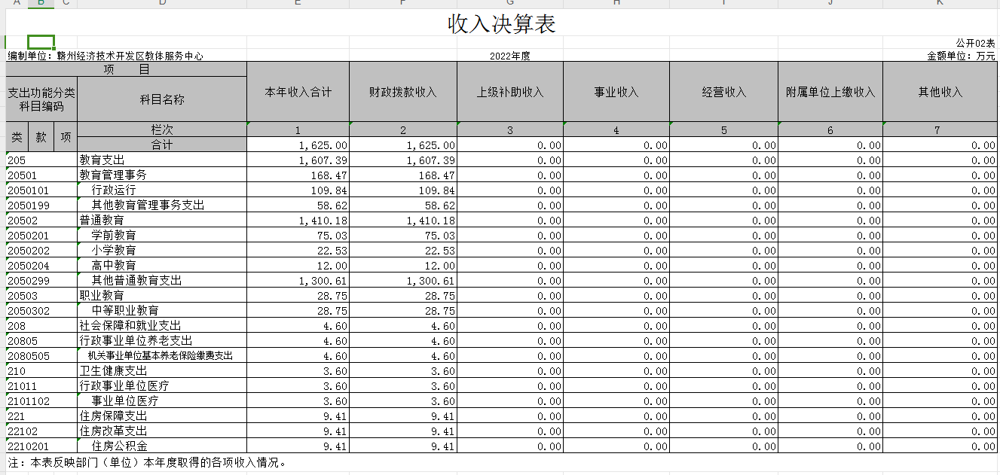 A B C D E F G H I J K
收入决算表
公开02表
编制单位：赣州经济技术开发区教体服务中心 2022年度 金额单位：万元
项 目 本年收入合计 财政拨款收入 上级补助收入 事业收入 经营收入 附属单位上缴收入 其他收入
支出功能分类科目编码 科目名称
类 款 项 栏次 1 2 3 4 5 6 7
合计 1,625.00 1,625.00 0.00 0.00 0.00 0.00 0.00
205 教育支出 1,607.39 1,607.39 0.00 0.00 0.00 0.00 0.00
20501 教育管理事务 168.47 168.47 0.00 0.00 0.00 0.00 0.00
2050101 行政运行 109.84 109.84 0.00 0.00 0.00 0.00 0.00
2050199 其他教育管理事务支出 58.62 58.62 0.00 0.00 0.00 0.00 0.00
20502 普通教育 1,410.18 1,410.18 0.00 0.00 0.00 0.00 0.00
2050201 学前教育 75.03 75.03 0.00 0.00 0.00 0.00 0.00
2050202 小学教育 22.53 22.53 0.00 0.00 0.00 0.00 0.00
2050204 高中教育 12.00 12.00 0.00 0.00 0.00 0.00 0.00
2050299 其他普通教育支出 1,300.61 1,300.61 0.00 0.00 0.00 0.00 0.00
20503 职业教育 28.75 28.75 0.00 0.00 0.00 0.00 0.00
2050302 中等职业教育 28.75 28.75 0.00 0.00 0.00 0.00 0.00
208 社会保障和就业支出 4.60 4.60 0.00 0.00 0.00 0.00 0.00
20805 行政事业单位养老支出 4.60 4.60 0.00 0.00 0.00 0.00 0.00
2080505 机关事业单位基本养老保险缴费支出 4.60 4.60 0.00 0.00 0.00 0.00 0.00
210 卫生健康支出 3.60 3.60 0.00 0.00 0.00 0.00 0.00
21011 行政事业单位医疗 3.60 3.60 0.00 0.00 0.00 0.00 0.00
2101102 事业单位医疗 3.60 3.60 0.00 0.00 0.00 0.00 0.00
221 住房保障支出 9.41 9.41 0.00 0.00 0.00 0.00 0.00
22102 住房改革支出 9.41 9.41 0.00 0.00 0.00 0.00 0.00
2210201 住房公积金 9.41 9.41 0.00 0.00 0.00 0.00 0.00
注：本表反映部门（单位）本年度取得的各项收入情况。